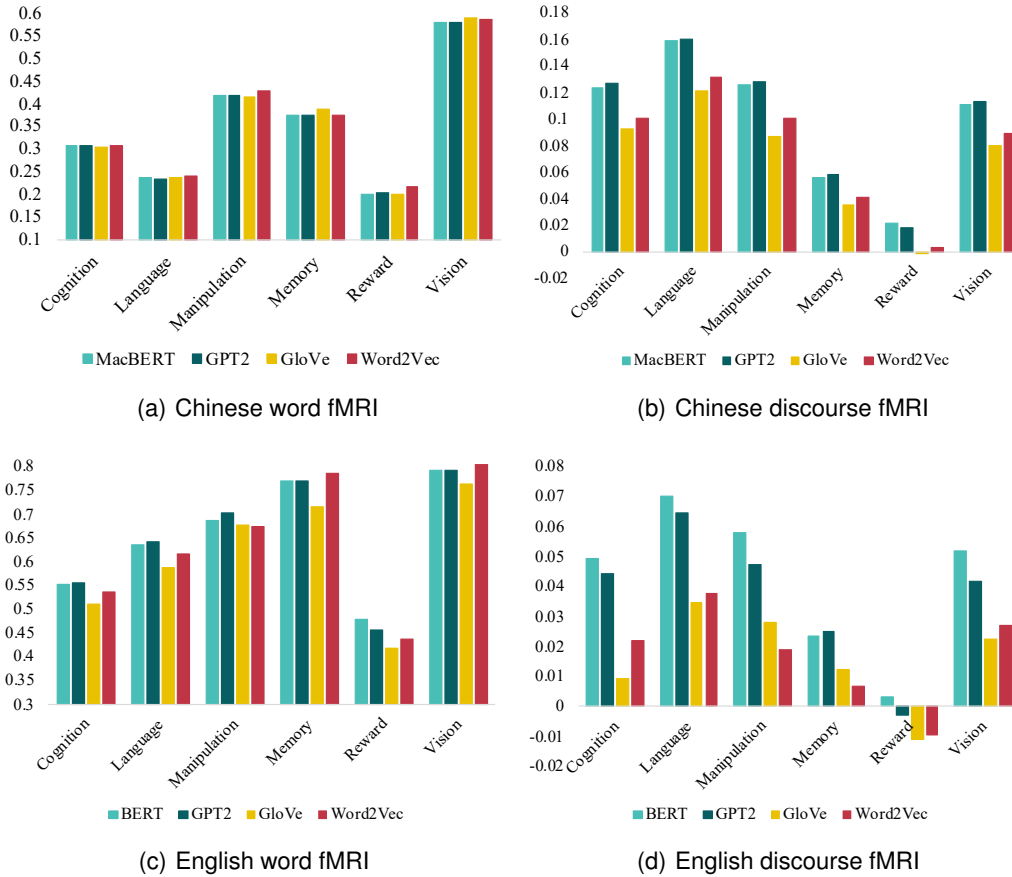 0.6
0.55
0.5
0.45
0.4
0.35
0.3
0.25
0.2
0.15
0.1
Cognition
Language
Manipulation
Memory
Reward
Vision
MacBERT GPT2 GloVe Word2Vec
(a) Chinese word fMRI
0.18
0.16
0.14
0.12
0.1
0.08
0.06
0.04
0.02
0
-0.02
Cognition
Language
Manipulation
Memory
Reward
Vision
MacBERT GPT2 GloVe Word2Vec
(b) Chinese discourse fMRI
0.8
0.75
0.7
0.65
0.6
0.55
0.5
0.45
0.4
0.35
0.3
Cognition
Language
Manipulation
Memory
Reward
Vision
BERT GPT2 GloVe Word2Vec
(c) English word fMRI
0.08
0.07
0.06
0.05
0.04
0.03
0.02
0.01
0
-0.01
-0.02
Cognition
Language
Manipulation
Memory
Reward
Vision
BERT GPT2 GloVe Word2Vec
(d) English discourse fMRI